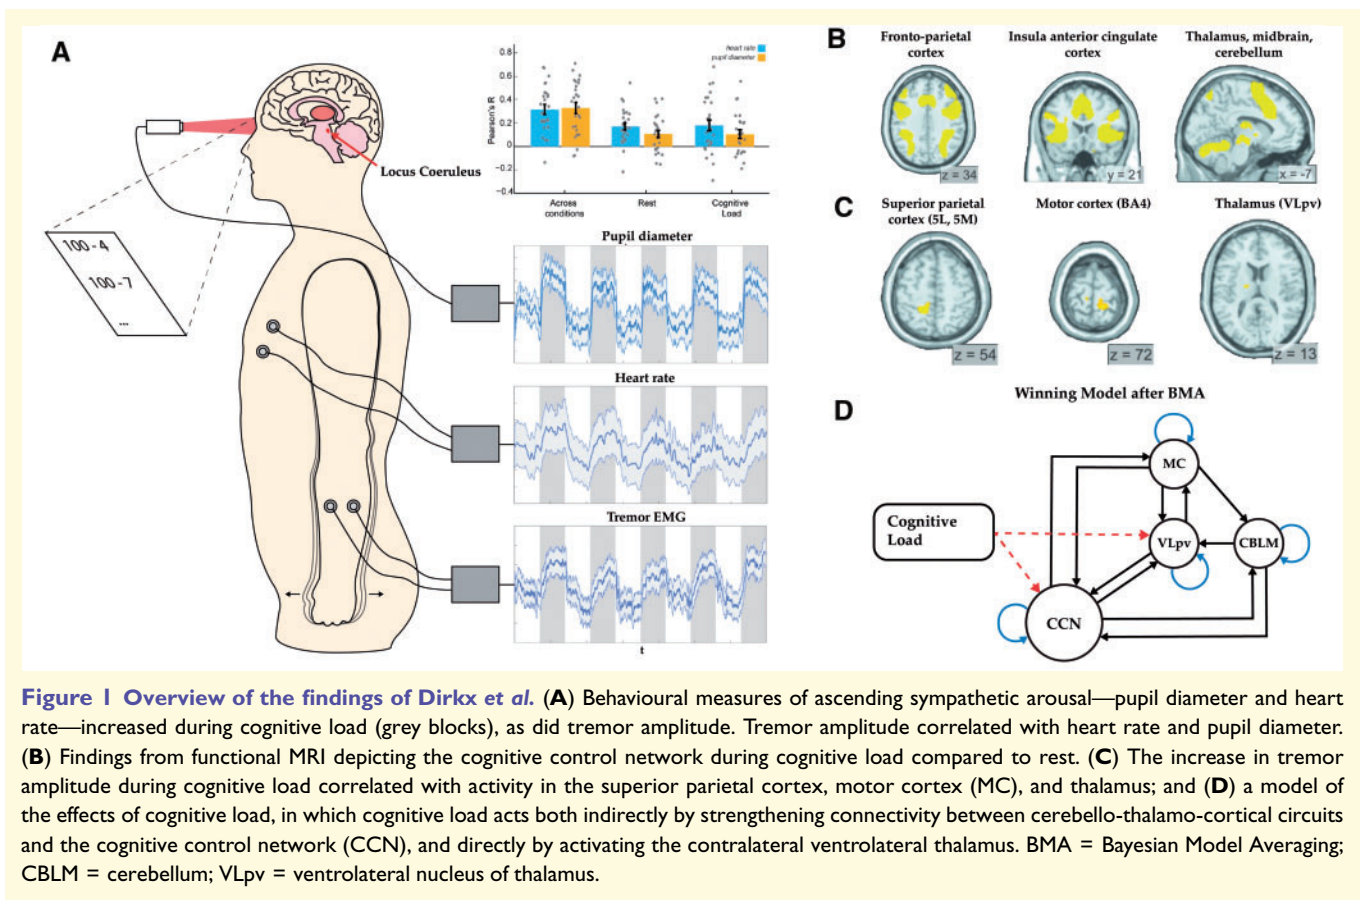 A
100 - 4
100 - 7
...
Locus Coeruleus
heart rate
pupil diameter
Pearson's R
0.8
0.6
0.4
0.2
0
−0.4
Across
conditions
Rest
Cognitive
Load
Pupil diameter
Heart rate
Tremor EMG
t
B
Fronto-parietal
cortex
Insula anterior cingulate
cortex
Thalamus, midbrain,
cerebellum
z = 34
y = 21
x = -7
C
Superior parietal
cortex (5L, 5M)
Motor cortex (BA4)
Thalamus (VLpv)
z = 54
z = 72
z = 13
D
Winning Model after BMA
Cognitive
Load
MC
VLpv
CBLM
CCN
Figure 1 Overview of the findings of Dirkx et al. (A) Behavioural measures of ascending sympathetic arousal—pupil diameter and heart
rate—increased during cognitive load (grey blocks), as did tremor amplitude. Tremor amplitude correlated with heart rate and pupil diameter.
(B) Findings from functional MRI depicting the cognitive control network during cognitive load compared to rest. (C) The increase in tremor
amplitude during cognitive load correlated with activity in the superior parietal cortex, motor cortex (MC), and thalamus; and (D) a model of
the effects of cognitive load, in which cognitive load acts both indirectly by strengthening connectivity between cerebello-thalamo-cortical circuits
and the cognitive control network (CCN), and directly by activating the contralateral ventrolateral thalamus. BMA = Bayesian Model Averaging;
CBLM = cerebellum; VLpv = ventrolateral nucleus of thalamus.